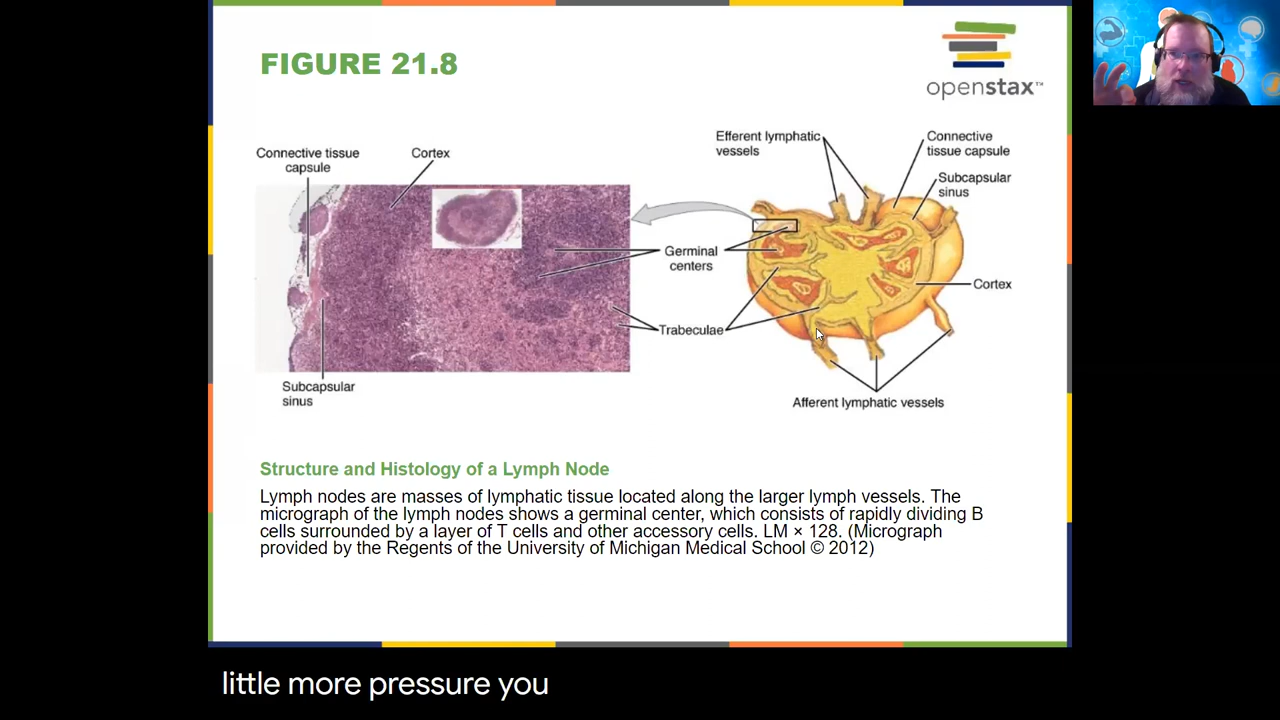 FIGURE 21.8
openstax™
Connective tissue
capsule
Cortex
Efferent lymphatic
vessels
Connective
tissue capsule
Subcapsular
sinus
Germinal
centers
Cortex
Trabeculae
Subcapsular
sinus
Afferent lymphatic vessels
Structure and Histology of a Lymph Node
Lymph nodes are masses of lymphatic tissue located along the larger lymph vessels. The
micrograph of the lymph nodes shows a germinal center, which consists of rapidly dividing B
cells surrounded by a layer of T cells and other accessory cells. LM × 128. (Micrograph
provided by the Regents of the University of Michigan Medical School © 2012)
little more pressure you